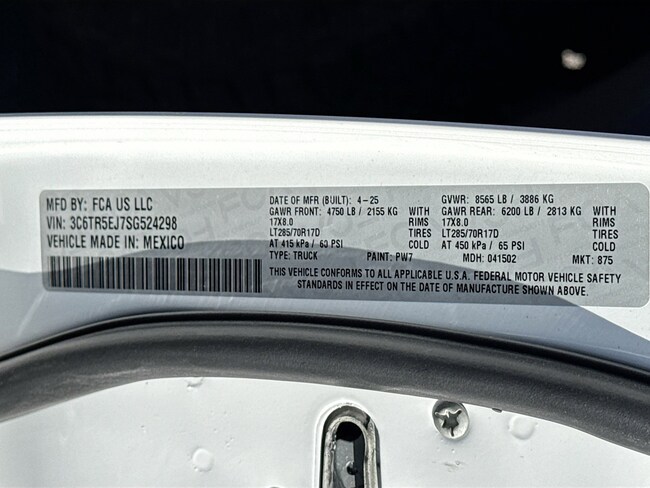 MFD BY: FCA US LLC
VIN: 3C6TR5EJ7SG524298
VEHICLE MADE IN: MEXICO
DATE OF MFR (BUILT): 4-25
GAWR FRONT: 4750 LB / 2155 KG WITH
17X8.0 RIMS
LT285/70R17D TIRES
AT 415 kPa / 60 PSI COLD
TYPE: TRUCK PAINT: PW7
GVWR: 8565 LB / 3886 KG
GAWR REAR: 6200 LB / 2813 KG WITH
17X8.0 RIMS
LT285/70R17D TIRES
AT 450 kPa / 65 PSI COLD
MDH: 041502 MKT: 875
THIS VEHICLE CONFORMS TO ALL APPLICABLE U.S.A. FEDERAL MOTOR VEHICLE SAFETY
STANDARDS IN EFFECT ON THE DATE OF MANUFACTURE SHOWN ABOVE.